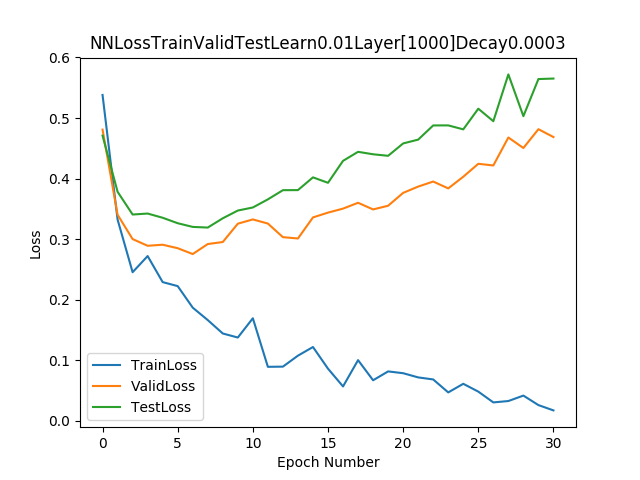 NNLossTrainValidTestLearn0.01Layer[1000]Decay0.0003
0.6
0.5
0.4
0.3
0.2
0.1
0.0
Loss
TrainLoss
ValidLoss
TestLoss
0 5 10 15 20 25 30
Epoch Number